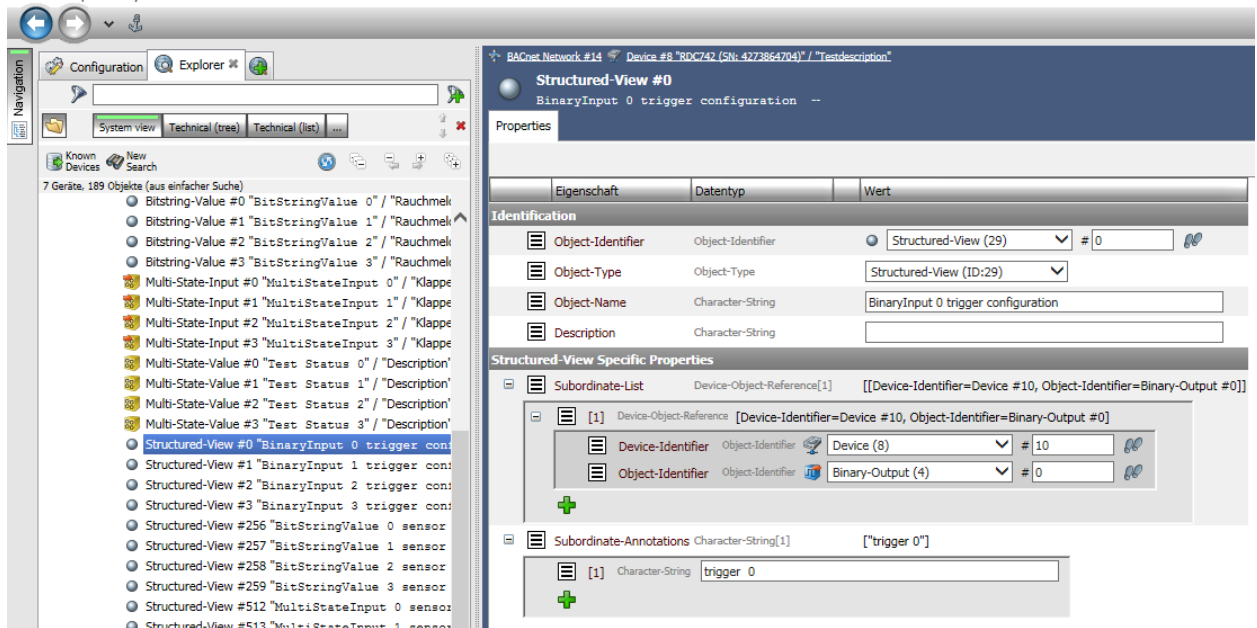 Navigation
Configuration Explorer
System view Technical (tree) Technical (list) ...
Known Devices New Search
7 Geräte, 189 Objekte (aus einfacher Suche)
Bitstring-Value #0 "BitStringValue 0" / "Rauchmeld
Bitstring-Value #1 "BitStringValue 1" / "Rauchmeld
Bitstring-Value #2 "BitStringValue 2" / "Rauchmeld
Bitstring-Value #3 "BitStringValue 3" / "Rauchmeld
Multi-State-Input #0 "MultiStateInput 0" / "Klappe
Multi-State-Input #1 "MultiStateInput 1" / "Klappe
Multi-State-Input #2 "MultiStateInput 2" / "Klappe
Multi-State-Input #3 "MultiStateInput 3" / "Klappe
Multi-State-Value #0 "Test Status 0" / "Description"
Multi-State-Value #1 "Test Status 1" / "Description"
Multi-State-Value #2 "Test Status 2" / "Description"
Multi-State-Value #3 "Test Status 3" / "Description"
Structured-View #0 "BinaryInput 0 trigger con
Structured-View #1 "BinaryInput 1 trigger con
Structured-View #2 "BinaryInput 2 trigger con
Structured-View #3 "BinaryInput 3 trigger con
Structured-View #256 "BitStringValue 0 sensor
Structured-View #257 "BitStringValue 1 sensor
Structured-View #258 "BitStringValue 2 sensor
Structured-View #259 "BitStringValue 3 sensor
Structured-View #512 "MultiStateInput 0 sensor
Structured-View #513 "MultiStateInput 1 sensor
BACnet Network #14 Device #8 "RDC742 (SN: 4273864704)" / "Testdescription"
Structured-View #0
BinaryInput 0 trigger configuration --
Properties
Eigenschaft Datentyp Wert
Identification
Object-Identifier Object-Identifier Structured-View (29) # 0
Object-Type Object-Type Structured-View (ID:29)
Object-Name Character-String BinaryInput 0 trigger configuration
Description Character-String
Structured-View Specific Properties
Subordinate-List Device-Object-Reference[1] [[Device-Identifier=Device #10, Object-Identifier=Binary-Output #0]]
[1] Device-Object-Reference [Device-Identifier=Device #10, Object-Identifier=Binary-Output #0]
Device-Identifier Object-Identifier Device (8) # 10
Object-Identifier Object-Identifier Binary-Output (4) # 0
Subordinate-Annotations Character-String[1] ["trigger 0"]
[1] Character-String trigger 0